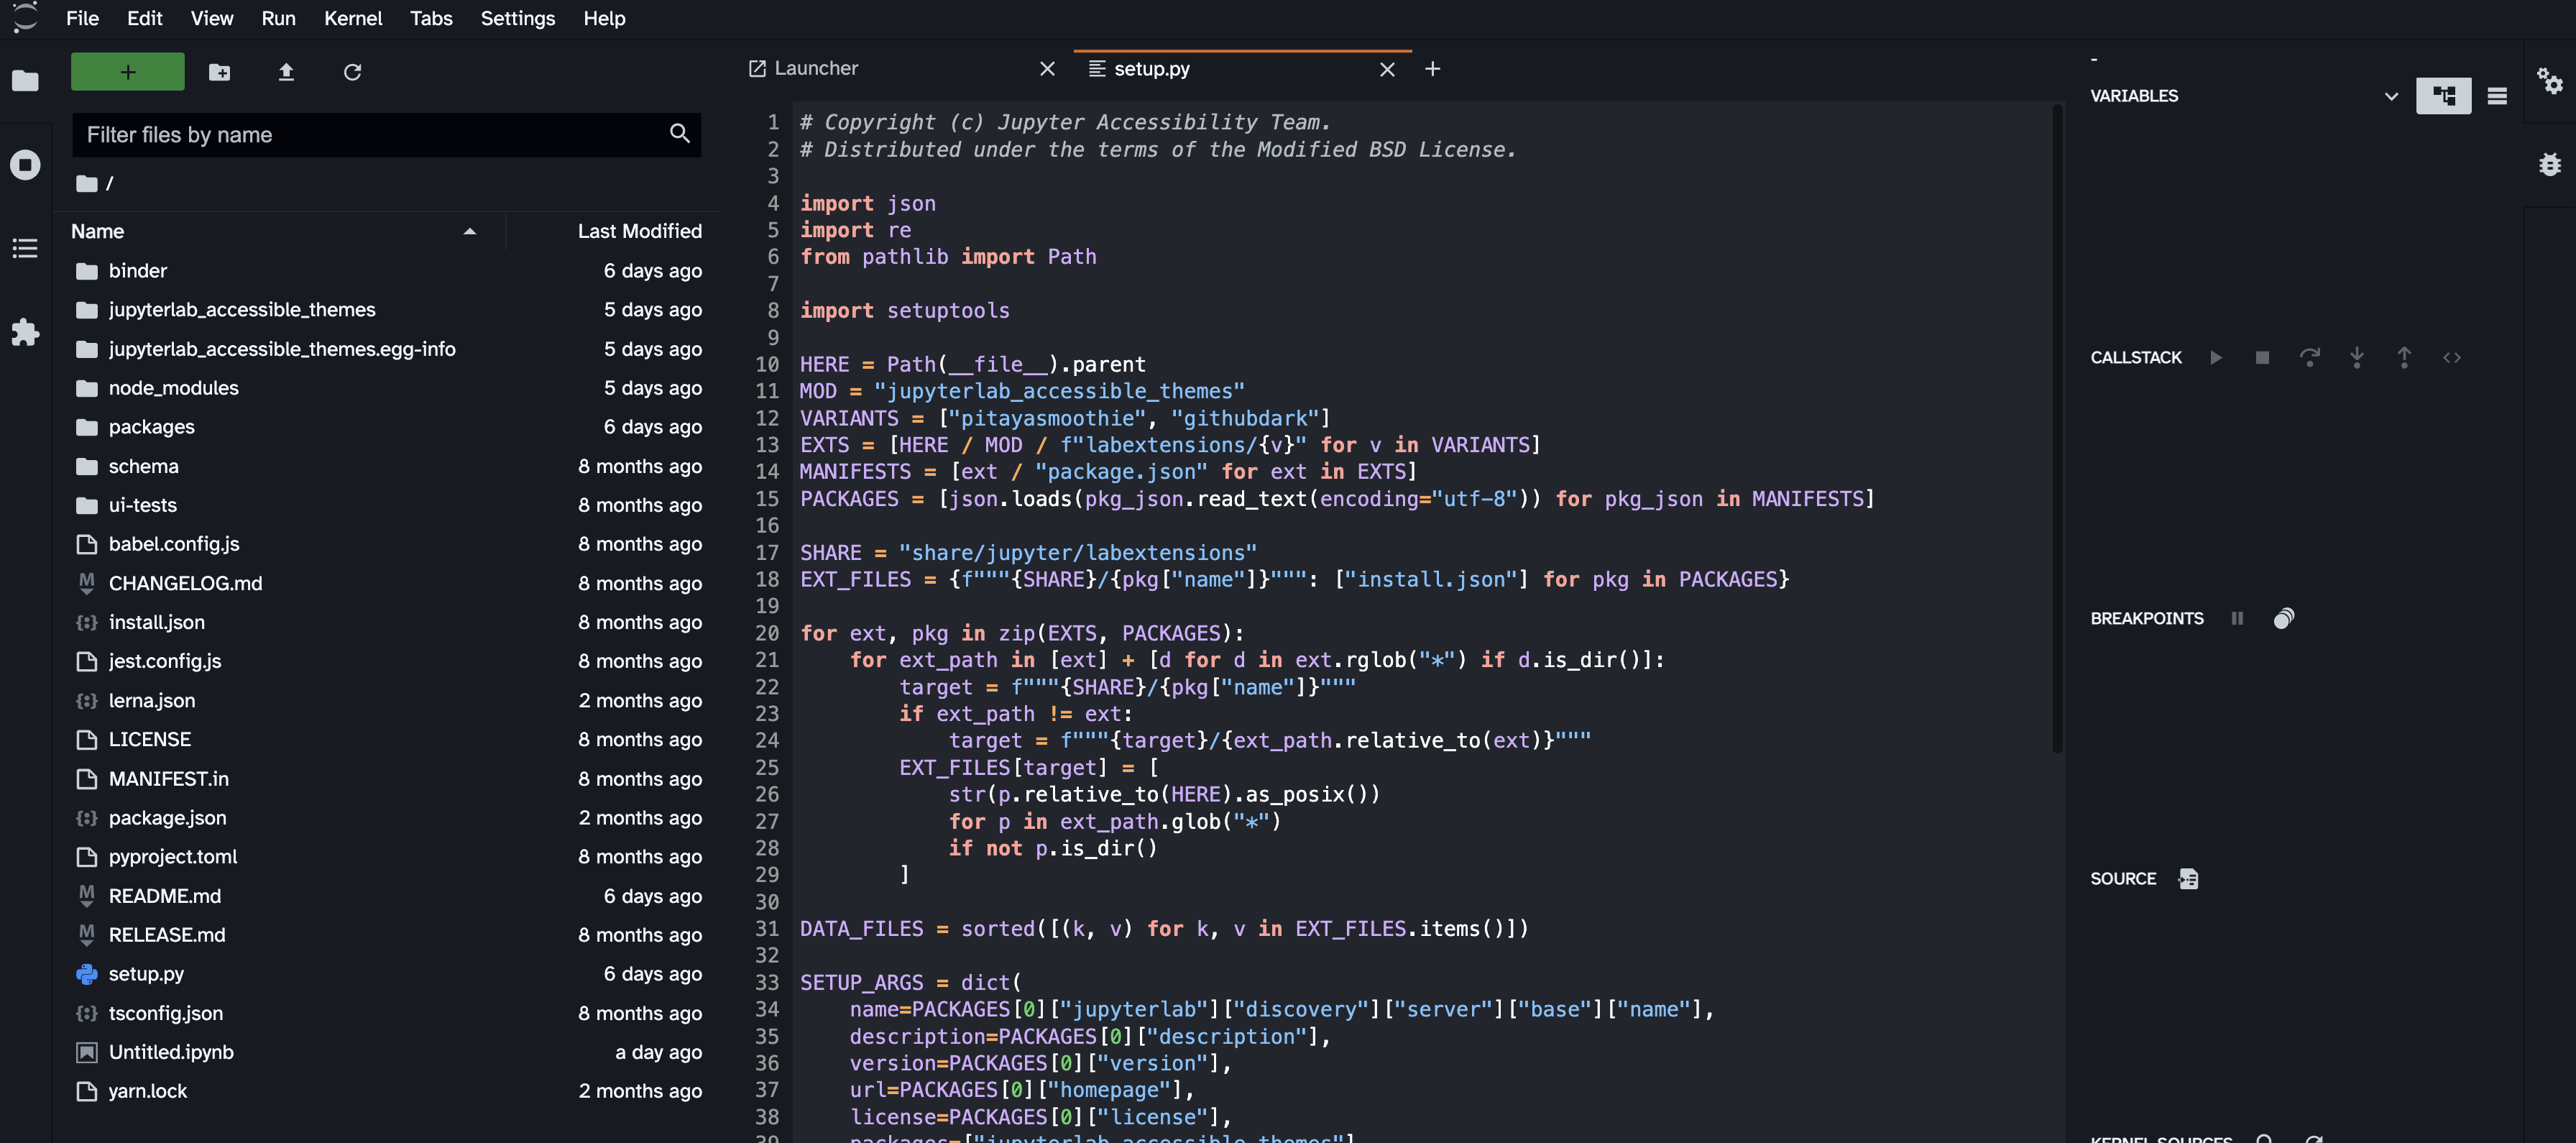 File Edit View Run Kernel Tabs Settings Help
+
Filter files by name
/
Name Last Modified
binder 6 days ago
jupyterlab_accessible_themes 5 days ago
jupyterlab_accessible_themes.egg-info 5 days ago
node_modules 5 days ago
packages 6 days ago
schema 8 months ago
ui-tests 8 months ago
babel.config.js 8 months ago
CHANGELOG.md 8 months ago
install.json 8 months ago
jest.config.js 8 months ago
lerna.json 2 months ago
LICENSE 8 months ago
MANIFEST.in 8 months ago
package.json 2 months ago
pyproject.toml 8 months ago
README.md 6 days ago
RELEASE.md 8 months ago
setup.py 6 days ago
tsconfig.json 8 months ago
Untitled.ipynb a day ago
yarn.lock 2 months ago
Launcher setup.py +
1 # Copyright (c) Jupyter Accessibility Team.
2 # Distributed under the terms of the Modified BSD License.
3
4 import json
5 import re
6 from pathlib import Path
7
8 import setuptools
9
10 HERE = Path(__file__).parent
11 MOD = "jupyterlab_accessible_themes"
12 VARIANTS = ["pitayasmoothie", "githubdark"]
13 EXTS = [HERE / MOD / f"labextensions/{v}" for v in VARIANTS]
14 MANIFESTS = [ext / "package.json" for ext in EXTS]
15 PACKAGES = [json.loads(pkg_json.read_text(encoding="utf-8")) for pkg_json in MANIFESTS]
16
17 SHARE = "share/jupyter/labextensions"
18 EXT_FILES = {f"""{SHARE}/{pkg["name"]}""": ["install.json"] for pkg in PACKAGES}
19
20 for ext, pkg in zip(EXTS, PACKAGES):
21     for ext_path in [ext] + [d for d in ext.rglob("*") if d.is_dir()]:
22         target = f"""{SHARE}/{pkg["name"]}"""
23         if ext_path != ext:
24             target = f"""{target}/{ext_path.relative_to(ext)}"""
25         EXT_FILES[target] = [
26             str(p.relative_to(HERE).as_posix())
27             for p in ext_path.glob("*")
28             if not p.is_dir()
29         ]
30
31 DATA_FILES = sorted([(k, v) for k, v in EXT_FILES.items()])
32
33 SETUP_ARGS = dict(
34     name=PACKAGES[0]["jupyterlab"]["discovery"]["server"]["base"]["name"],
35     description=PACKAGES[0]["description"],
36     version=PACKAGES[0]["version"],
37     url=PACKAGES[0]["homepage"],
38     license=PACKAGES[0]["license"],
39     packages=["jupyterlab_accessible_themes"]
-
VARIABLES
CALLSTACK
BREAKPOINTS
SOURCE
KERNEL SOURCES